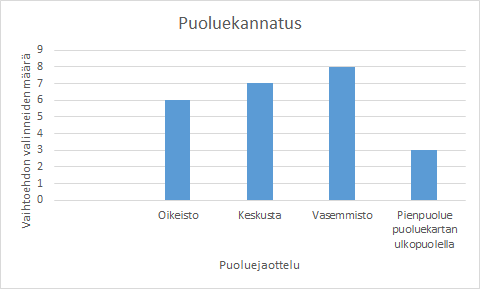 Puoluekannatus
Vaihtoehdon valinneiden määrä
9
8
7
6
5
4
3
2
1
0
Oikeisto
Keskusta
Vasemmisto
Pienpuolue
puoluekartan
ulkopuolella
Puoluejaottelu